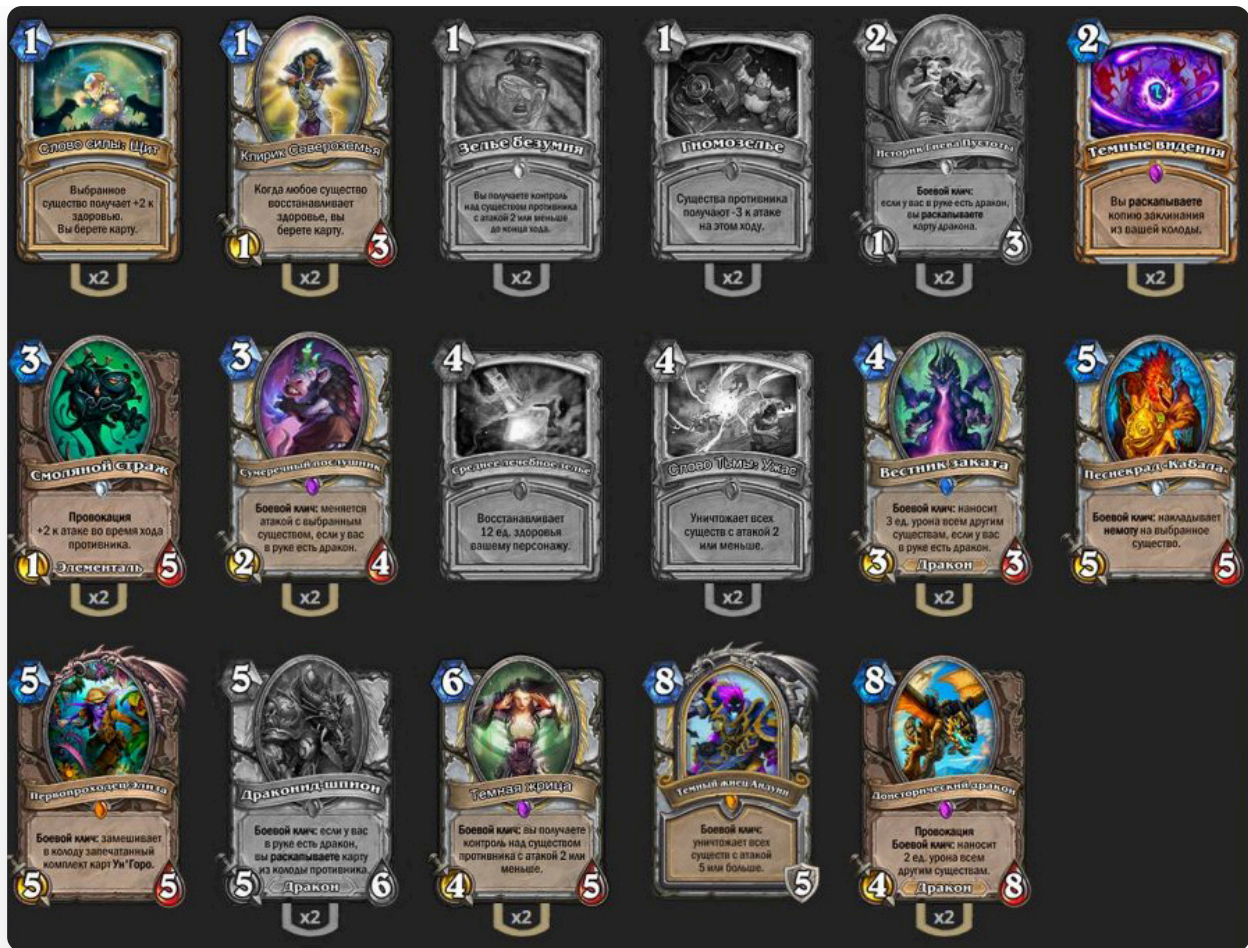 1
Слово силы: Щит
Выбранное
существо получает +2 к
здоровью.
Вы берете карту.
x2
1
Клирик Североземья
Когда любое существо
восстанавливает
здоровье, вы
берете карту.
1
3
x2
1
Зелье безумия
Вы получаете контроль
над существом противника
с атакой 2 или меньше
до конца хода.
x2
1
Гномозелье
Существа противника
получают -3 к атаке
на этом ходу.
x2
2
Историк Гнева Пустоты
Боевой клич:
если у вас в руке есть дракон,
вы раскапываете
карту дракона.
1
3
x2
2
Темные видения
Вы раскапываете
копию заклинания
из вашей колоды.
x2
3
Смоляной страж
Провокация
+2 к атаке во время хода
противника.
1
Элементаль
5
x2
3
Сумеречный послушник
Боевой клич: меняется
атакой с выбранным
существом, если у вас
в руке есть дракон.
2
4
x2
4
Среднее лечебное зелье
Восстанавливает
12 ед. здоровья
вашему персонажу.
4
Слово Тьмы: Ужас
Уничтожает всех
существ с атакой 2
или меньше.
x2
4
Вестник заката
Боевой клич: наносит
3 ед. урона всем другим
существам, если у вас
в руке есть дракон.
3
Дракон
3
x2
5
Песнекрад Кабала
Боевой клич: накладывает
немоту на выбранное
существо.
5
5
x2
5
Первопроходец Элиза
Боевой клич: замешивает
в колоду запечатанный
комплект карт Ун'Горо.
5
5
5
Драконид-шпион
Боевой клич: если у вас
в руке есть дракон,
вы раскапываете карту
из колоды противника.
5
Дракон
6
x2
6
Темная жрица
Боевой клич: вы получаете
контроль над существом
противника с атакой 2 или
меньше.
4
5
x2
8
Темный жнец Андуин
Боевой клич:
уничтожает всех
существ с атакой
5 или больше.
5
8
Доисторический дракон
Провокация
Боевой клич: наносит
2 ед. урона всем
другим существам.
4
Дракон
8
x2